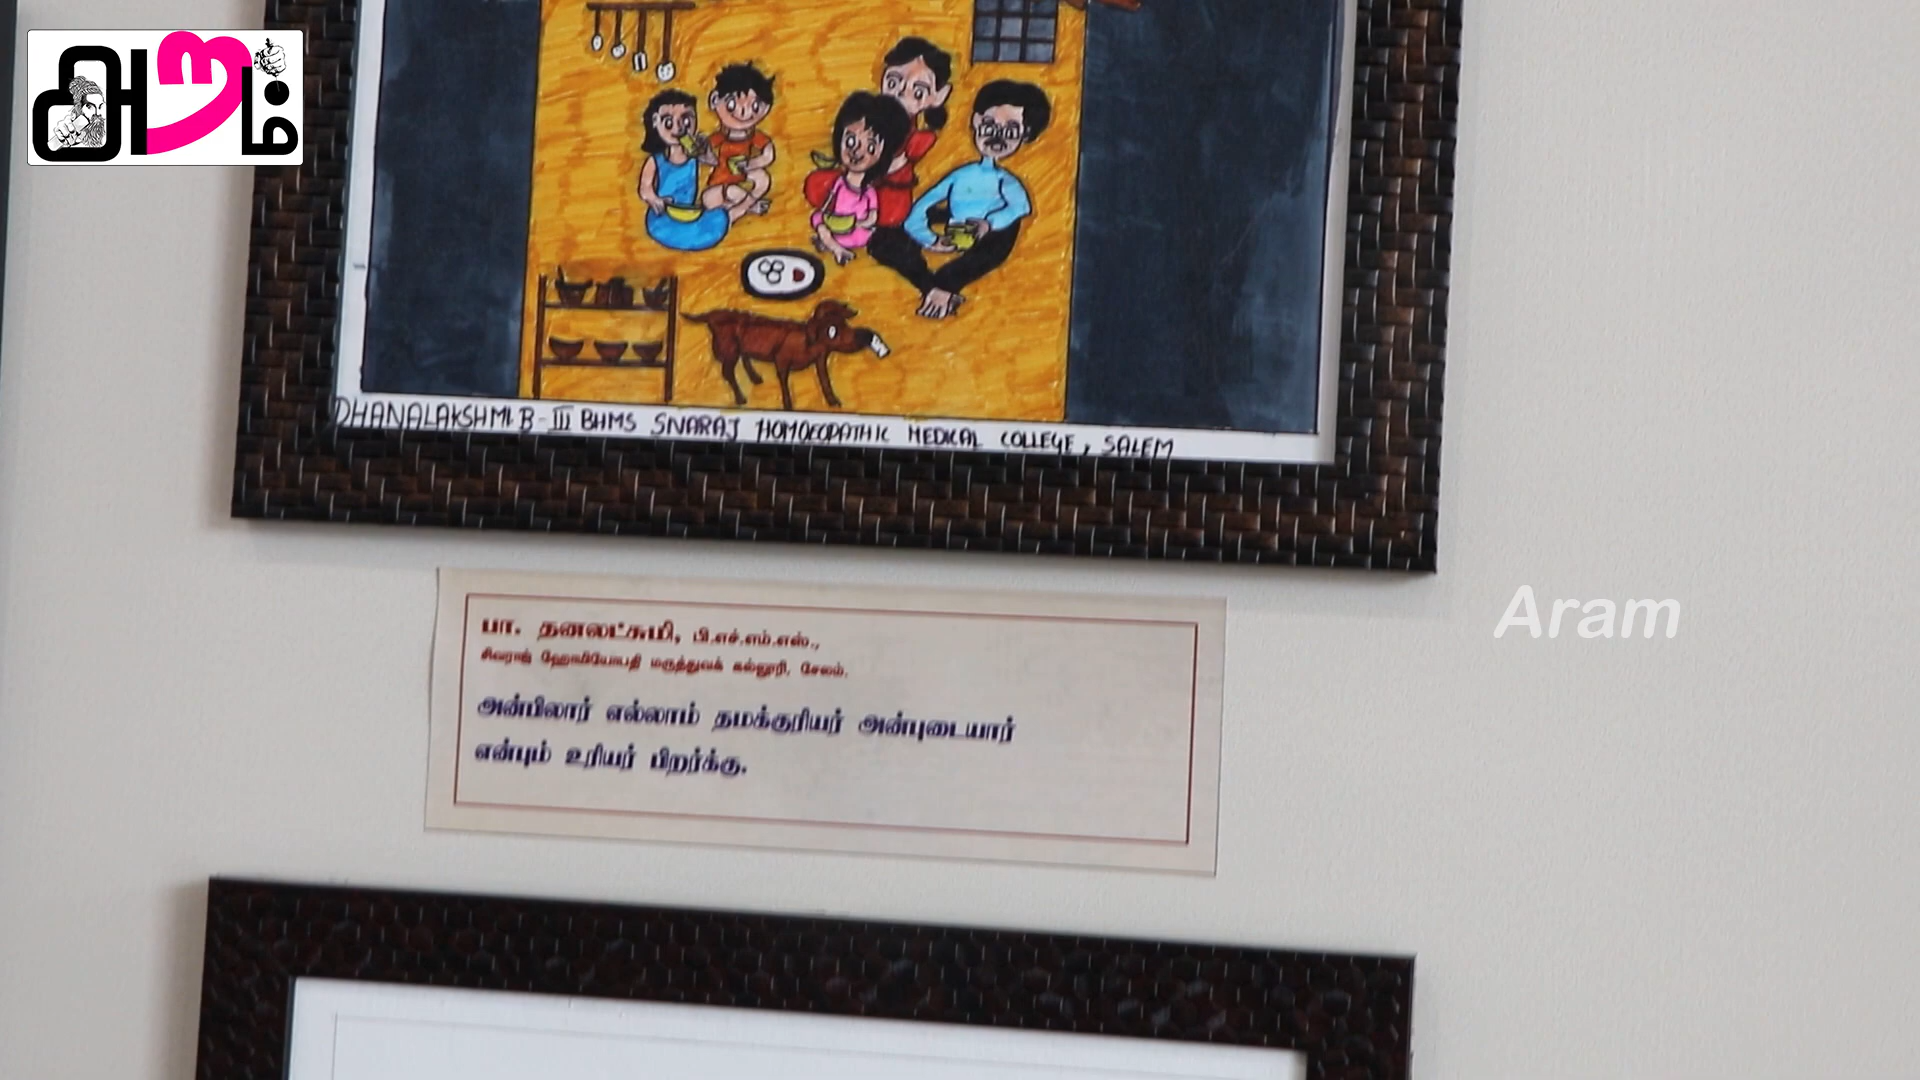 அறம்
DHANALAKSHMI. B - III BHMS SIVARAJ HOMOEOPATHIC MEDICAL COLLEGE, SALEM
Aram
பா. தனலட்சுமி, பி.எச்.எம்.எஸ்.,
சிவராஜ் ஹோமியோபதி மருத்துவக் கல்லூரி, சேலம்.
அன்பிலார் எல்லாம் தமக்குரியர் அன்புடையார்
என்பும் உரியர் பிறர்க்கு.